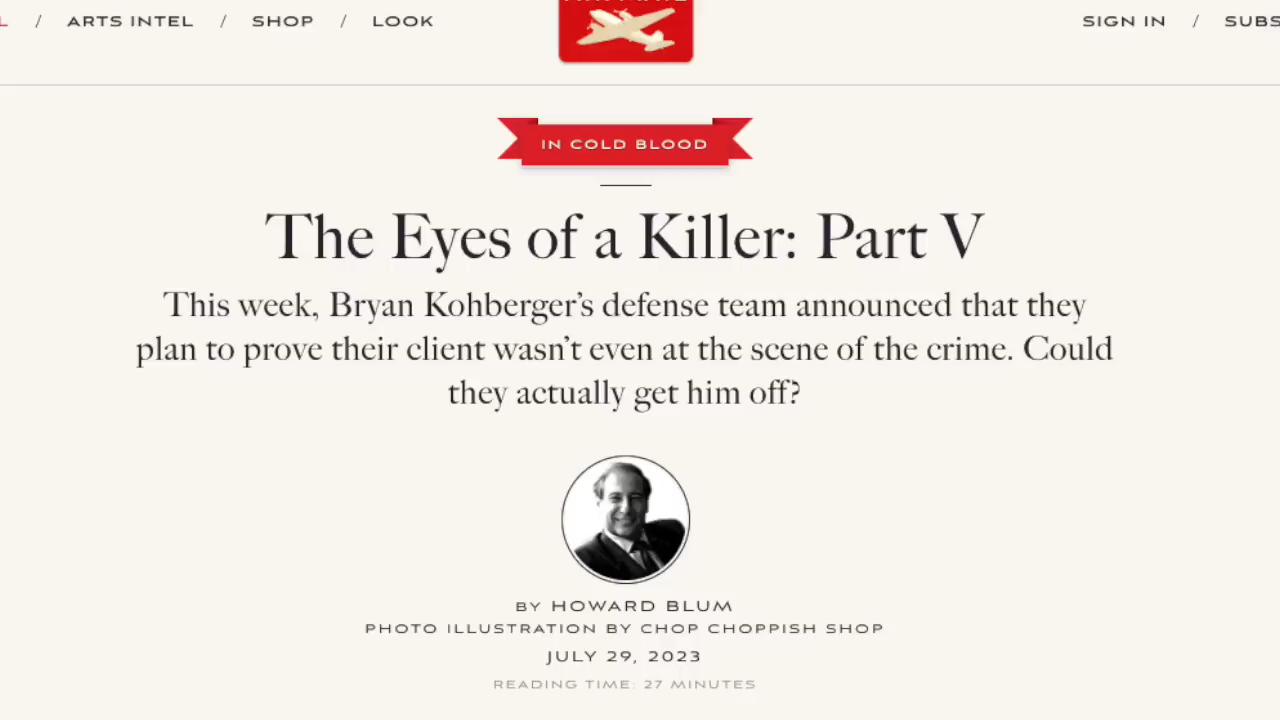 / ARTS INTEL / SHOP / LOOK
SIGN IN / SUBS
IN COLD BLOOD
The Eyes of a Killer: Part V
This week, Bryan Kohberger’s defense team announced that they
plan to prove their client wasn’t even at the scene of the crime. Could
they actually get him off?
BY HOWARD BLUM
PHOTO ILLUSTRATION BY CHOP CHOPPISH SHOP
JULY 29, 2023
READING TIME: 27 MINUTES